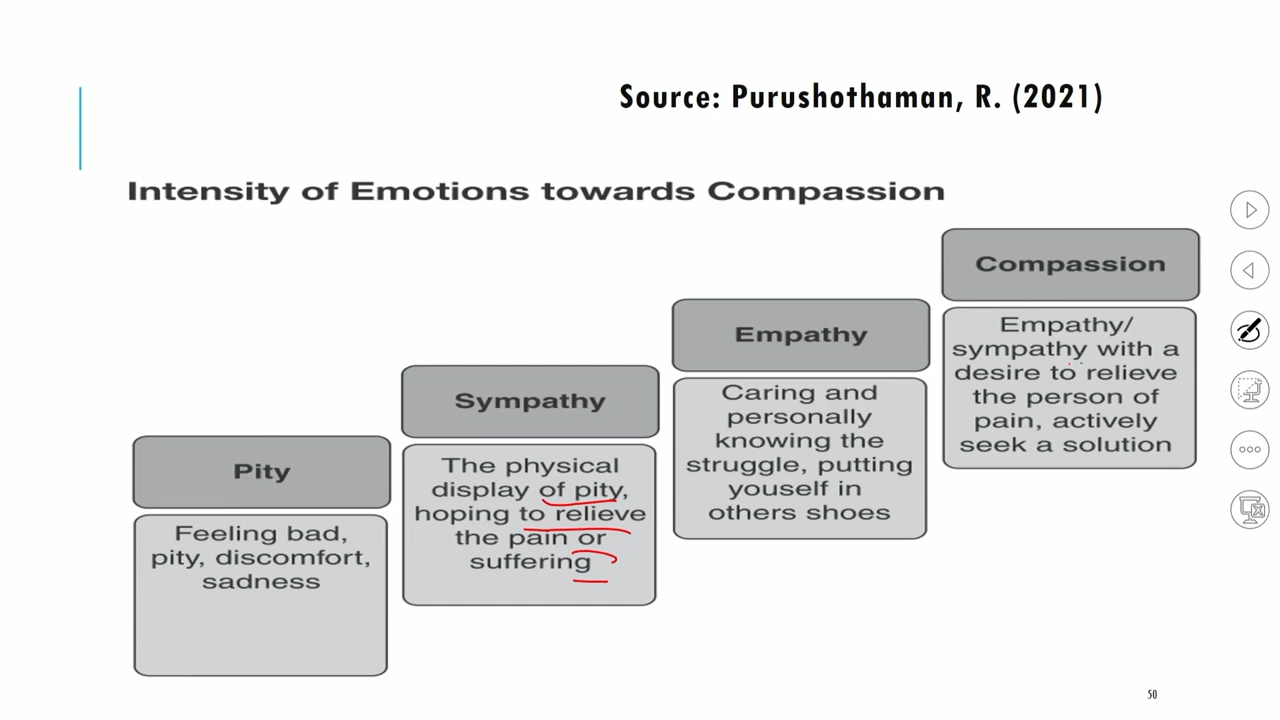 Source: Purushothaman, R. (2021)
Intensity of Emotions towards Compassion
Pity
Feeling bad,
pity, discomfort,
sadness
Sympathy
The physical
display of pity,
hoping to relieve
the pain or
suffering
Empathy
Caring and
personally
knowing the
struggle, putting
youself in
others shoes
Compassion
Empathy/
sympathy with a
desire to relieve
the person of
pain, actively
seek a solution
50